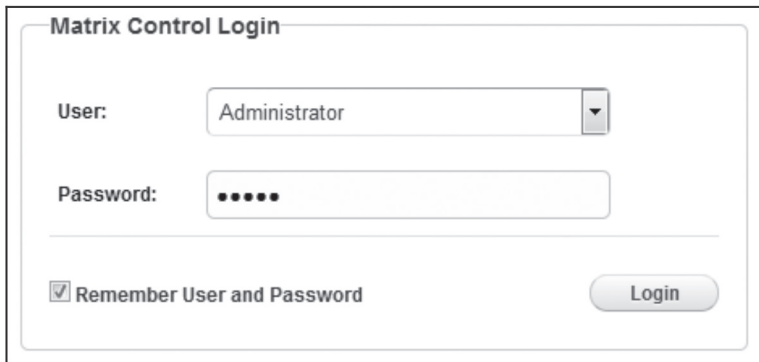 Matrix Control Login
User: Administrator
Password: •••••
Remember User and Password Login